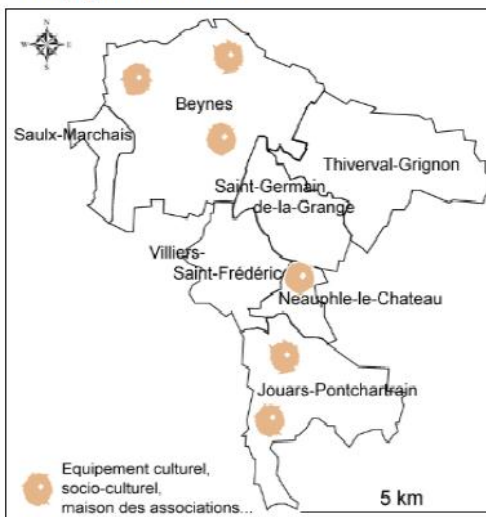 N
W E
S
Beynes
Saulx-Marchais
Thiverval-Grignon
Saint-Germain
de-la-Grange
Villiers-
Saint-Frédéric
Neauphle-le-Chateau
Jouars-Pontchartrain
Equipement culturel,
socio-culturel,
maison des associations...
5 km